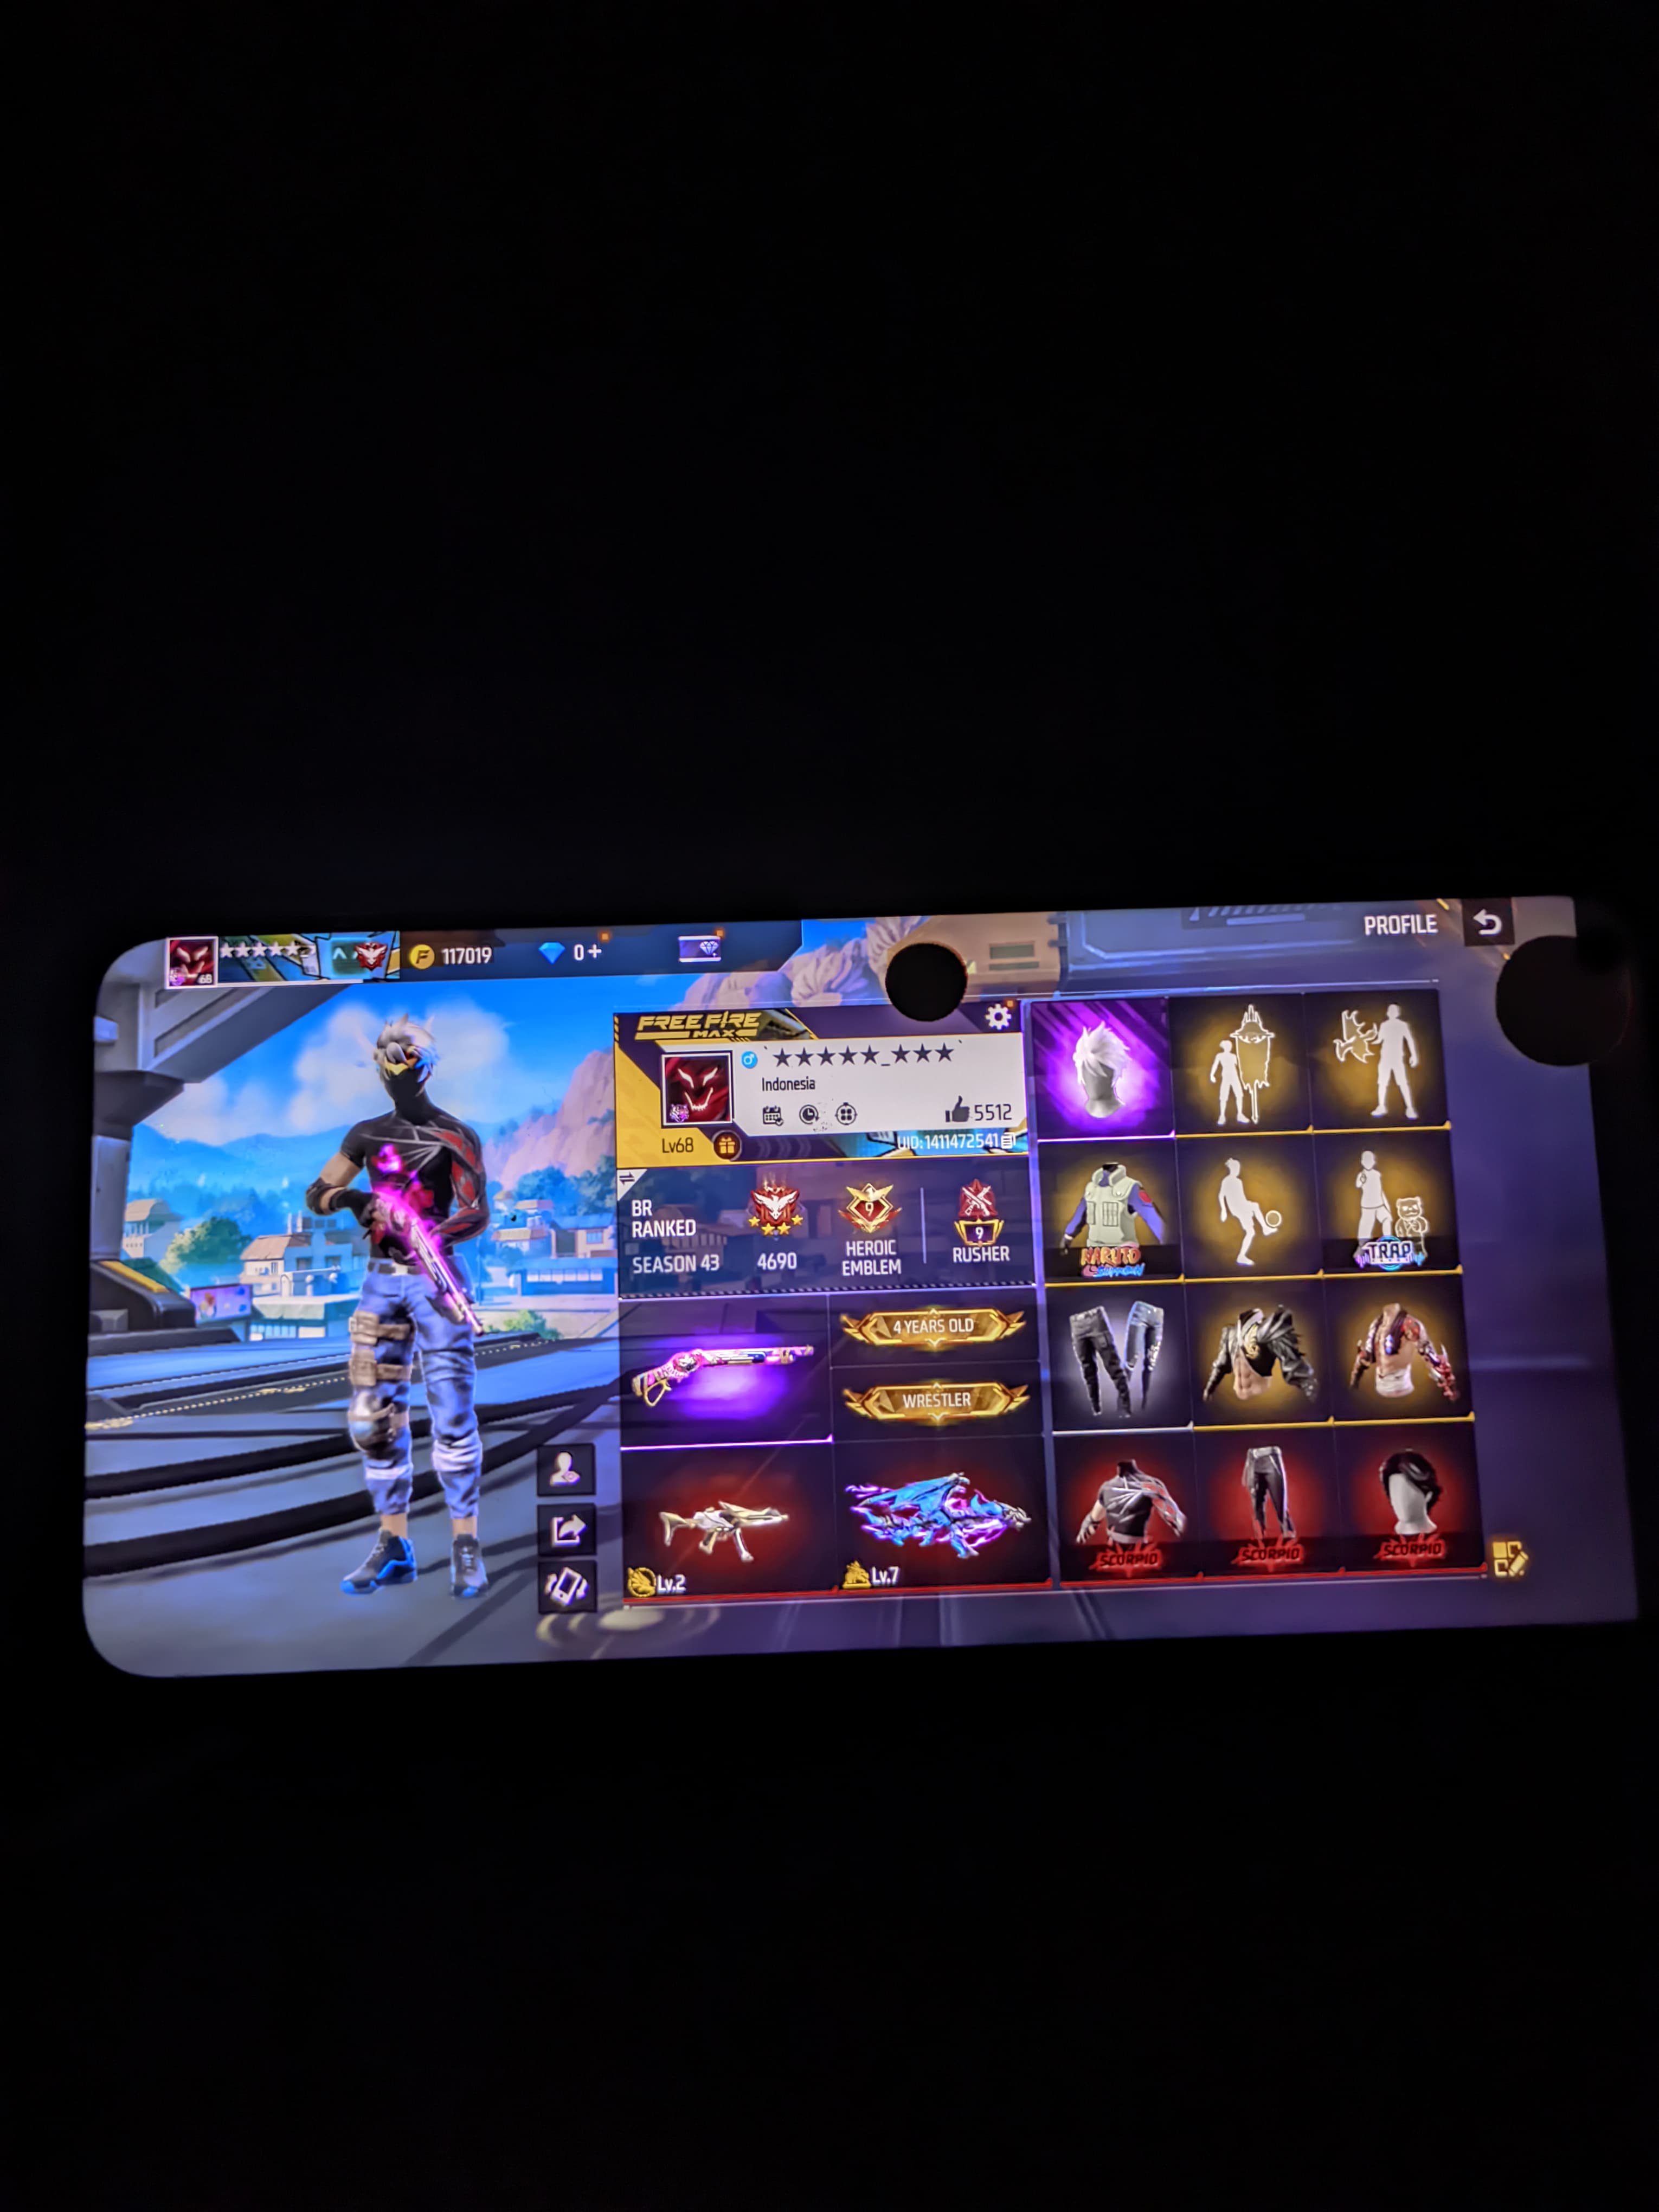 ★★★★★
68
117019
0+
PROFILE
FREE FIRE
MAX
★★★★★_★★★
Indonesia
5512
Lv68
UID:1411472541
BR
RANKED
SEASON 43
4690
9
HEROIC
EMBLEM
9
RUSHER
4 YEARS OLD
WRESTLER
Lv.2
Lv.7
NARUTO
TRAP
SCORPIO
SCORPIO
SCORPIO